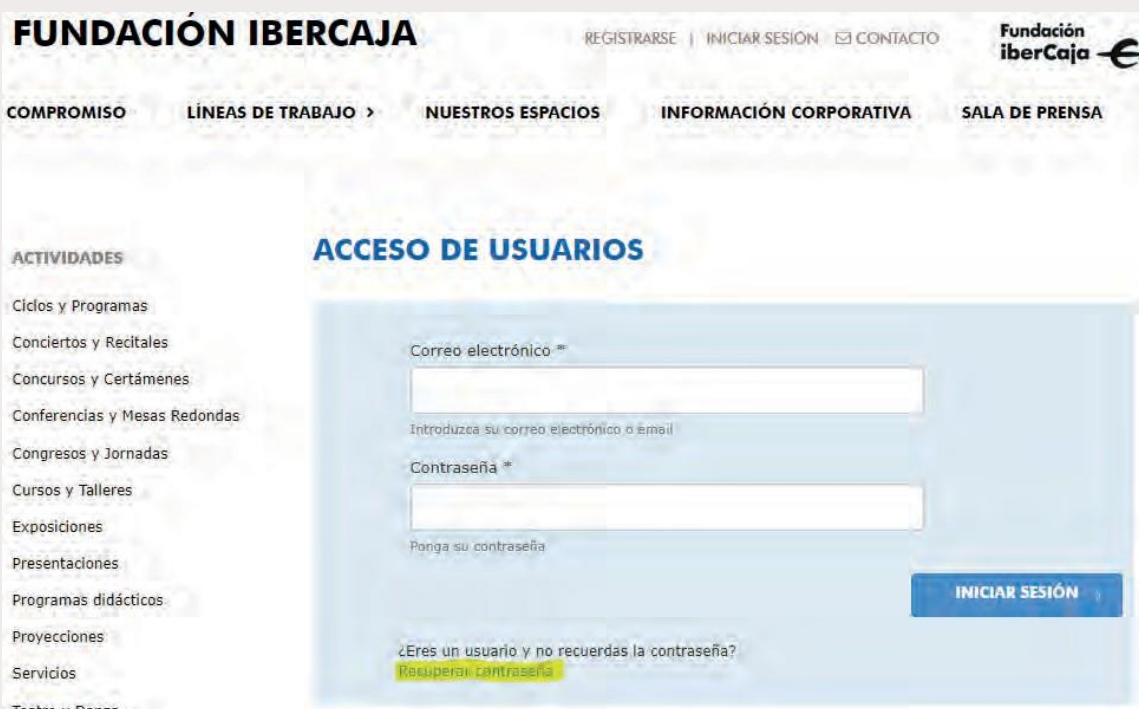 FUNDACIÓN IBERCAJA
REGISTRARSE | INICIAR SESIÓN CONTACTO
Fundación
iberCaja
COMPROMISO LÍNEAS DE TRABAJO > NUESTROS ESPACIOS INFORMACIÓN CORPORATIVA SALA DE PRENSA
ACTIVIDADES
Ciclos y Programas
Conciertos y Recitales
Concursos y Certámenes
Conferencias y Mesas Redondas
Congresos y Jornadas
Cursos y Talleres
Exposiciones
Presentaciones
Programas didácticos
Proyecciones
Servicios
Teatro y Danza
ACCESO DE USUARIOS
Correo electrónico *
Introduzca su correo electrónico o email
Contraseña *
Ponga su contraseña
INICIAR SESIÓN
¿Eres un usuario y no recuerdas la contraseña?
Recuperar contraseña